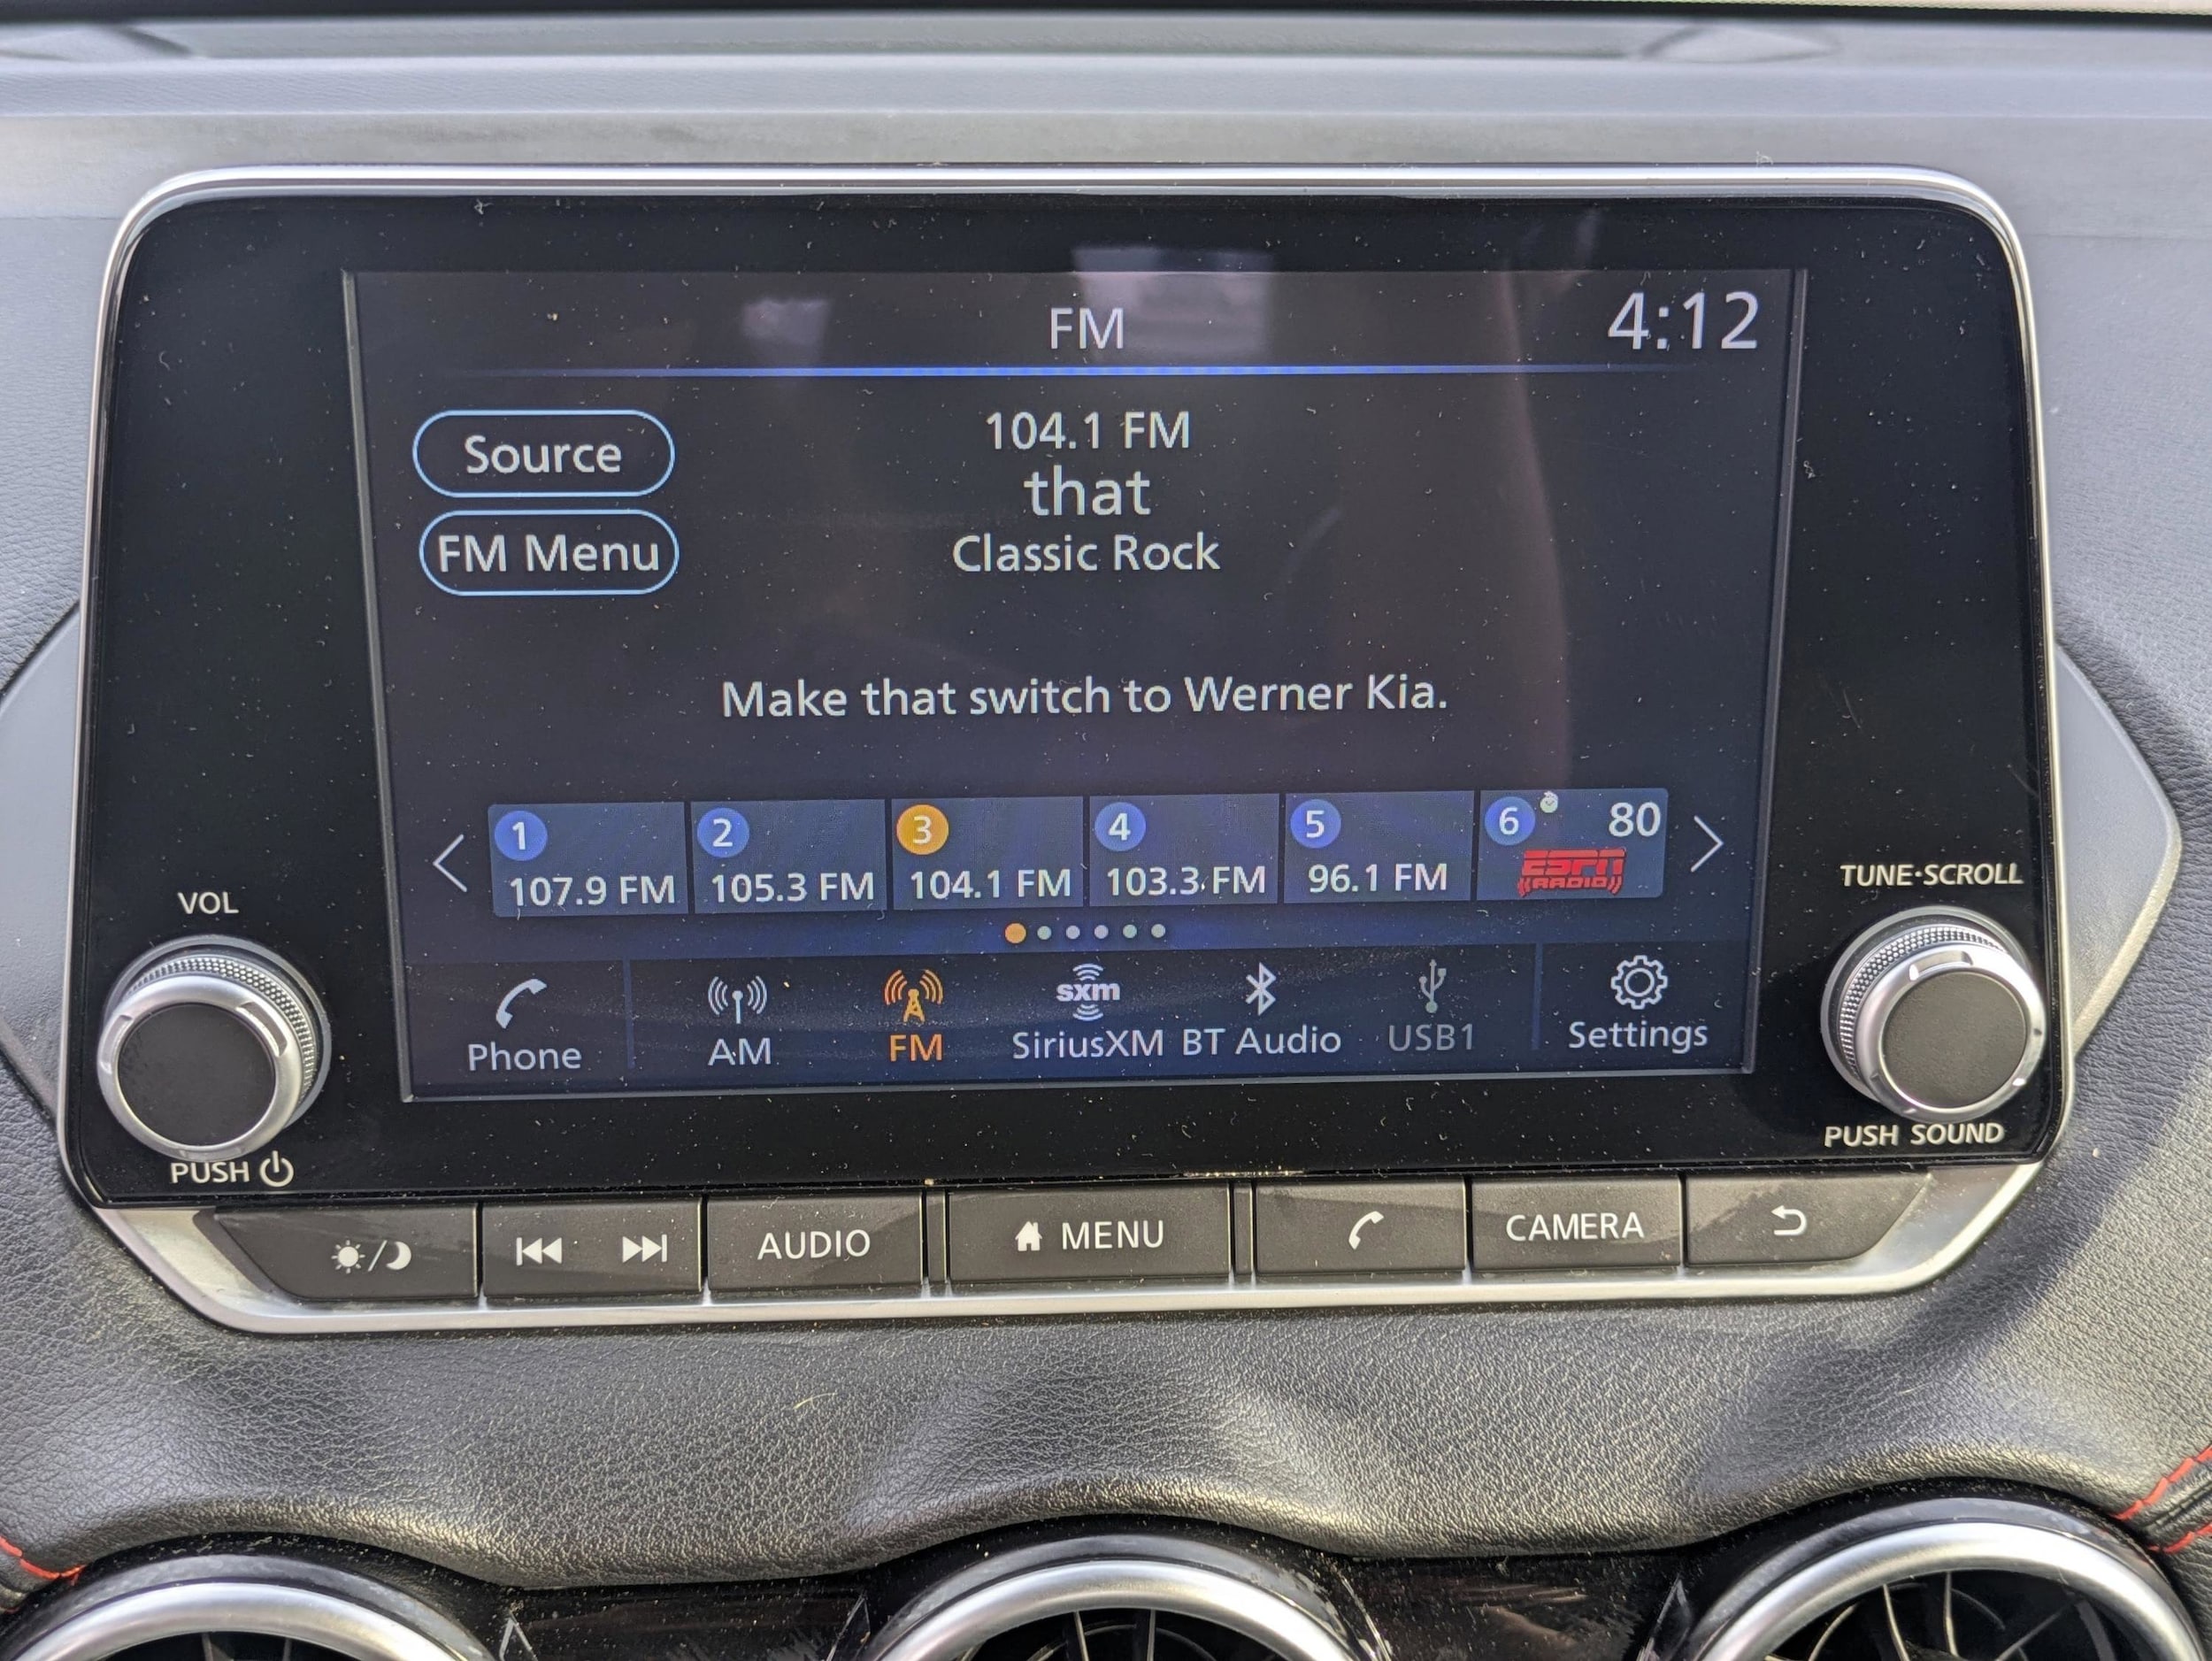 FM
4:12
Source
104.1 FM
that
FM Menu
Classic Rock
Make that switch to Werner Kia.
1
107.9 FM
2
105.3 FM
3
104.1 FM
4
103.3 FM
5
96.1 FM
6
80
ESPN
RADIO
VOL
PUSH
TUNE·SCROLL
PUSH SOUND
Phone
AM
FM
sxm
SiriusXM
BT Audio
USB1
Settings
AUDIO
MENU
CAMERA